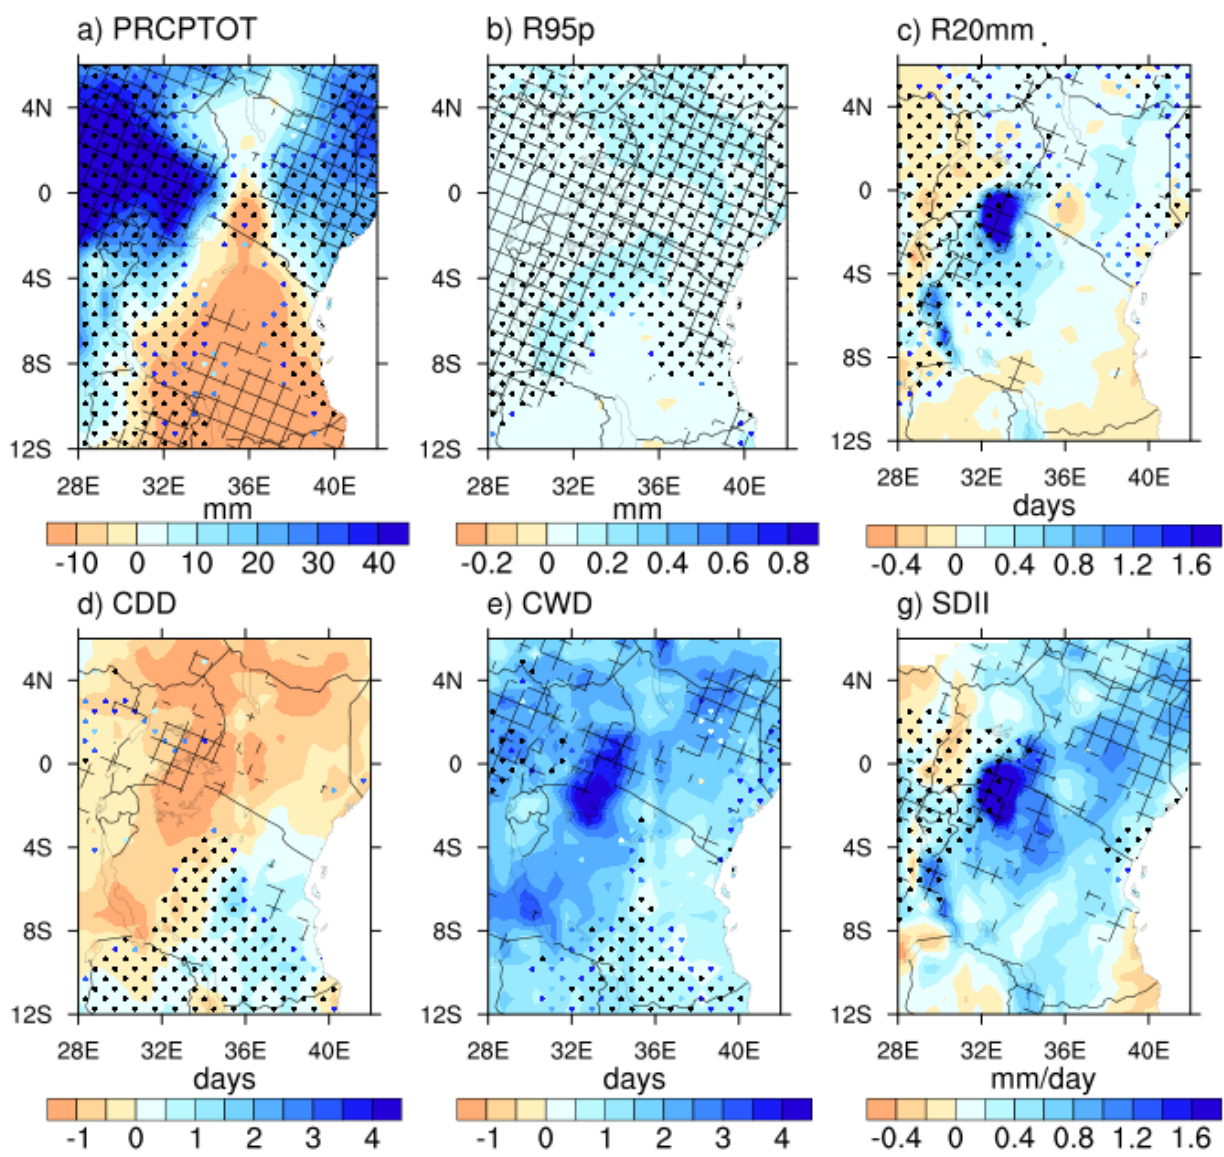 a) PRCPTOT
b) R95p
c) R20mm .
4N 4N 4N
0 0 0
4S 4S 4S
8S 8S 8S
12S 12S 12S
28E 32E 36E 40E 28E 32E 36E 40E 28E 32E 36E 40E
mm mm days
-10 0 10 20 30 40 -0.2 0 0.2 0.4 0.6 0.8 -0.4 0 0.4 0.8 1.2 1.6
d) CDD
e) CWD
g) SDII
4N 4N 4N
0 0 0
4S 4S 4S
8S 8S 8S
12S 12S 12S
28E 32E 36E 40E 28E 32E 36E 40E 28E 32E 36E 40E
days days mm/day
-1 0 1 2 3 4 -1 0 1 2 3 4 -0.4 0 0.4 0.8 1.2 1.6